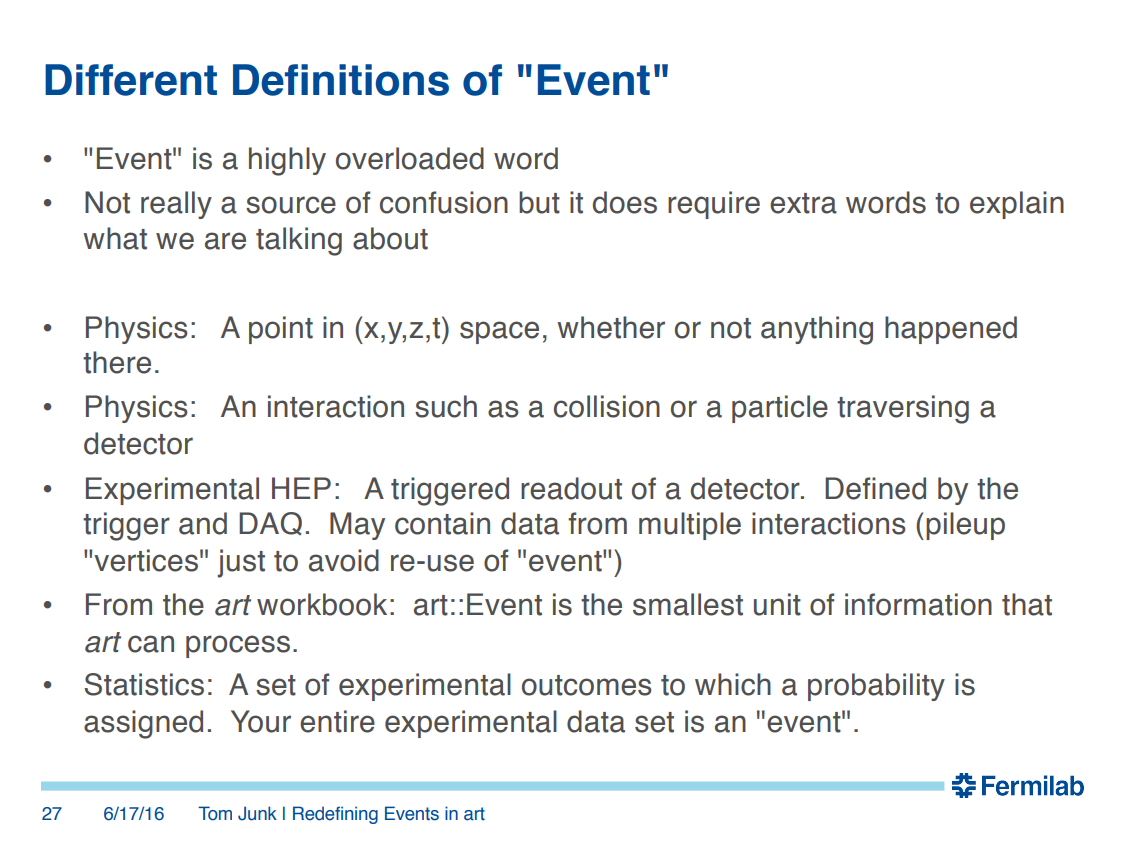 Different Definitions of "Event"
• "Event" is a highly overloaded word
• Not really a source of confusion but it does require extra words to explain
what we are talking about
• Physics: A point in (x,y,z,t) space, whether or not anything happened
there.
• Physics: An interaction such as a collision or a particle traversing a
detector
• Experimental HEP: A triggered readout of a detector. Defined by the
trigger and DAQ. May contain data from multiple interactions (pileup
"vertices" just to avoid re-use of "event")
• From the art workbook: art::Event is the smallest unit of information that
art can process.
• Statistics: A set of experimental outcomes to which a probability is
assigned. Your entire experimental data set is an "event".
Fermilab
27 6/17/16 Tom Junk | Redefining Events in art